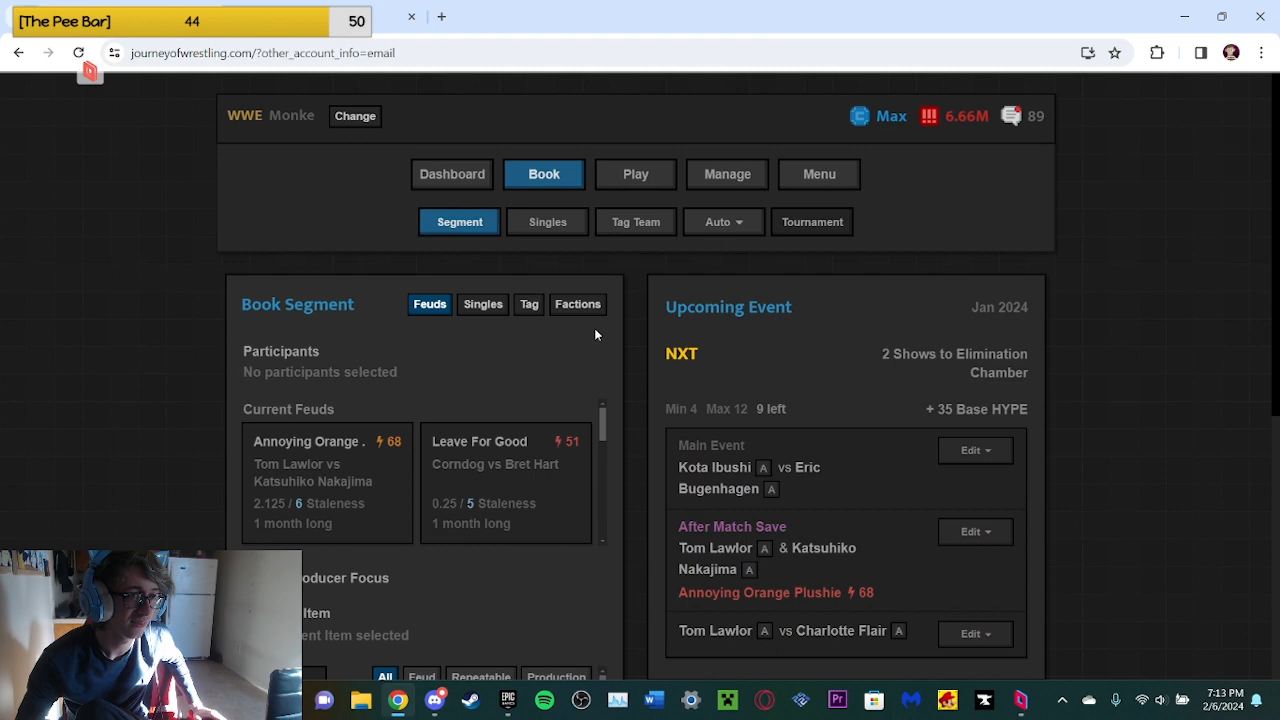 [The Pee Bar] 44 50
journeyofwrestling.com/?other_account_info=email
WWE Monke Change Max 6.66M 89
Dashboard Book Play Manage Menu
Segment Singles Tag Team Auto Tournament
Book Segment Feuds Singles Tag Factions
Participants
No participants selected
Current Feuds
Annoying Orange . 68
Tom Lawlor vs
Katsuhiko Nakajima
2.125 / 6 Staleness
1 month long
Leave For Good 51
Corndog vs Bret Hart
0.25 / 5 Staleness
1 month long
oducer Focus
Item
ent Item selected
All Feud Repeatable Production
Upcoming Event Jan 2024
NXT 2 Shows to Elimination
Chamber
Min 4 Max 12 9 left + 35 Base HYPE
Main Event Edit
Kota Ibushi A vs Eric
Bugenhagen A
After Match Save Edit
Tom Lawlor A & Katsuhiko
Nakajima A
Annoying Orange Plushie 68
Tom Lawlor A vs Charlotte Flair A Edit
EPIC GAMES
Pr
7:13 PM
2/6/2024